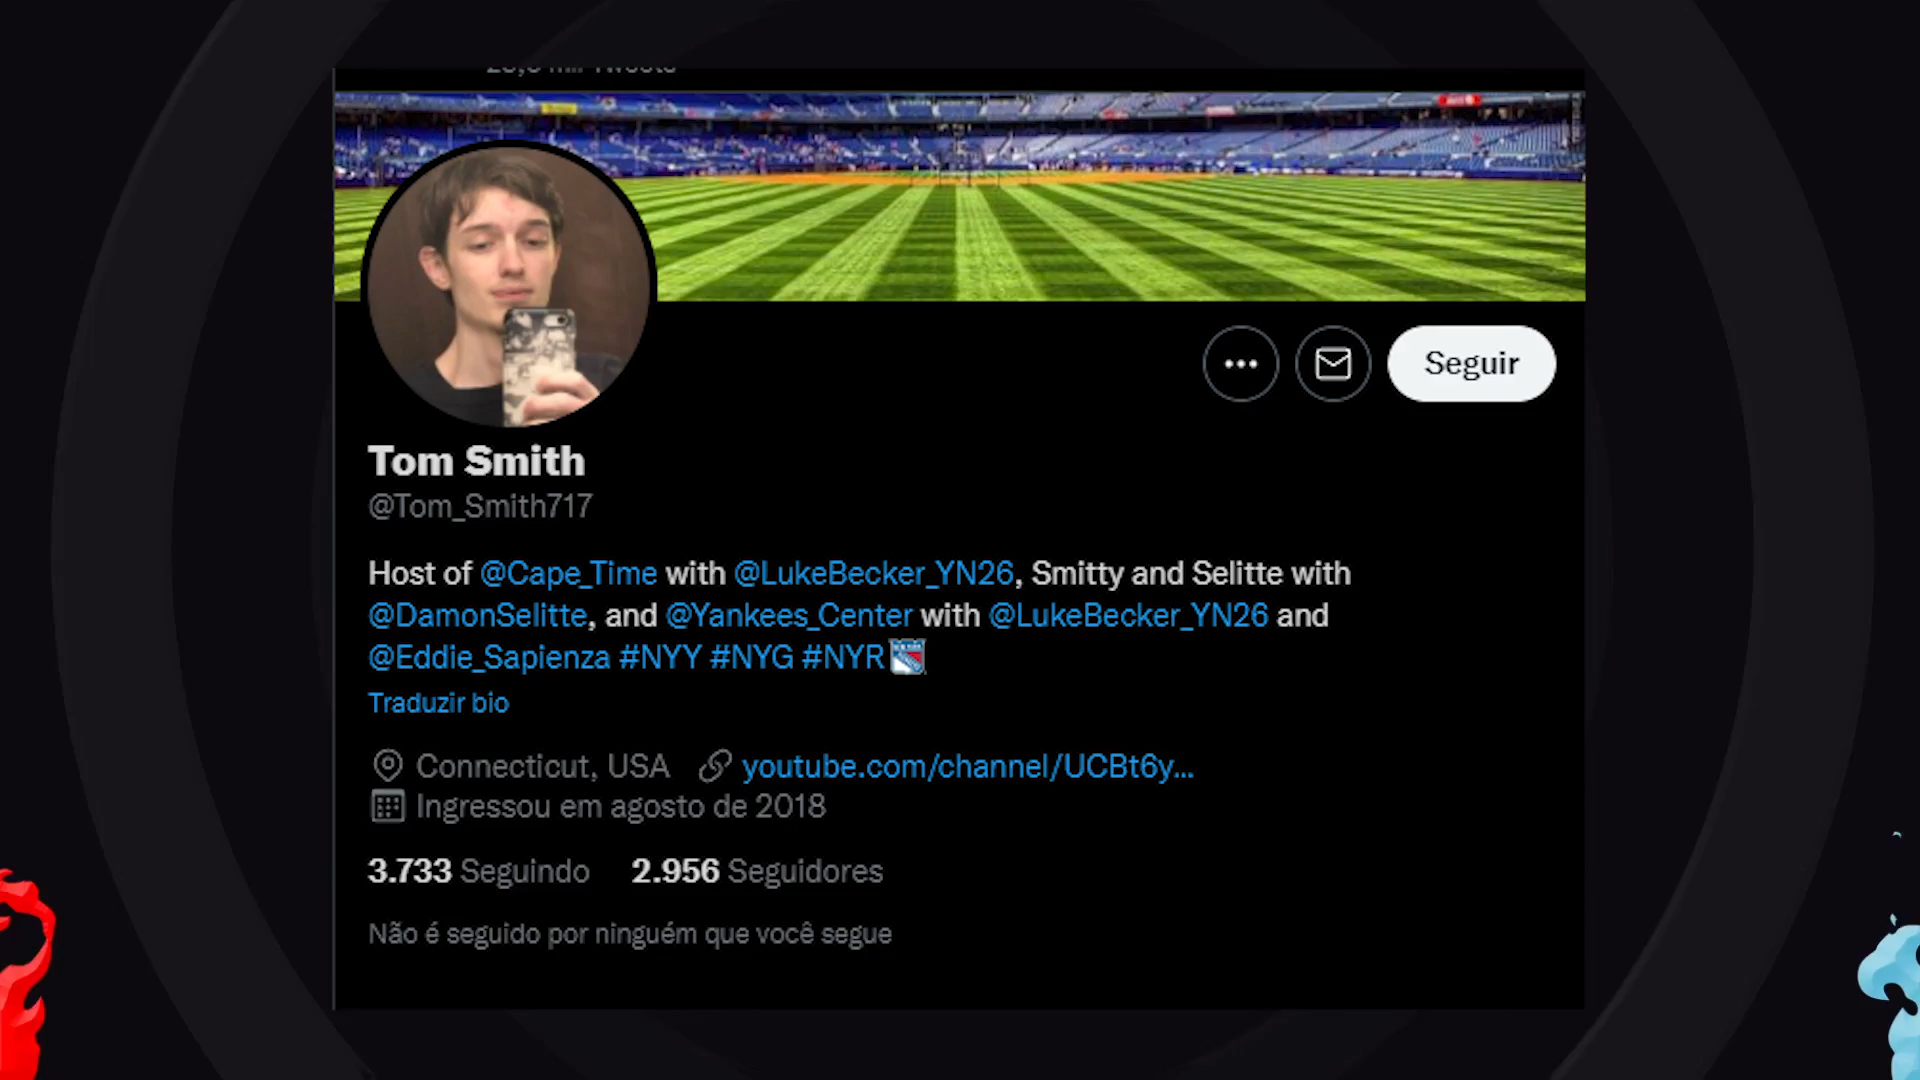 Tweets
Seguir
Tom Smith
@Tom_Smith717
Host of @Cape_Time with @LukeBecker_YN26, Smitty and Selitte with
@DamonSelitte, and @Yankees_Center with @LukeBecker_YN26 and
@Eddie_Sapienza #NYY #NYG #NYR
Traduzir bio
Connecticut, USA youtube.com/channel/UCBt6y...
Ingressou em agosto de 2018
3.733 Seguindo 2.956 Seguidores
Não é seguido por ninguém que você segue